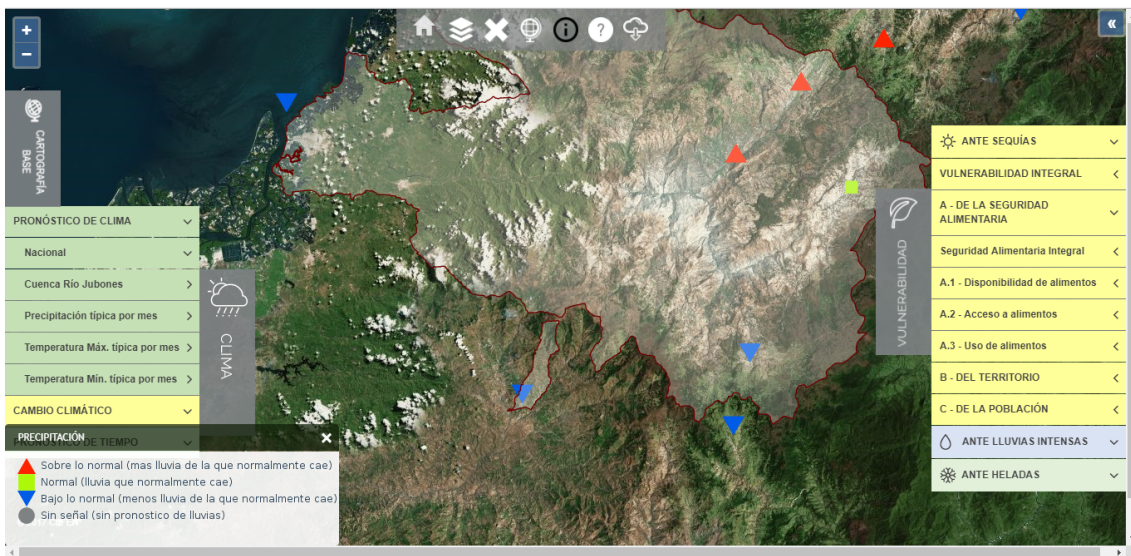 +
−
i
?
«
CARTOGRAFÍA
BASE
PRONÓSTICO DE CLIMA
Nacional
Cuenca Río Jubones
Precipitación típica por mes
Temperatura Máx. típica por mes
Temperatura Mín. típica por mes
CAMBIO CLIMÁTICO
PRONÓSTICO DE TIEMPO
CLIMA
PRECIPITACIÓN
Sobre lo normal (mas lluvia de la que normalmente cae)
Normal (lluvia que normalmente cae)
Bajo lo normal (menos lluvia de la que normalmente cae)
Sin señal (sin pronostico de lluvias)
VULNERABILIDAD
ANTE SEQUÍAS
VULNERABILIDAD INTEGRAL
A - DE LA SEGURIDAD
ALIMENTARIA
Seguridad Alimentaria Integral
A.1 - Disponibilidad de alimentos
A.2 - Acceso a alimentos
A.3 - Uso de alimentos
B - DEL TERRITORIO
C - DE LA POBLACIÓN
ANTE LLUVIAS INTENSAS
ANTE HELADAS